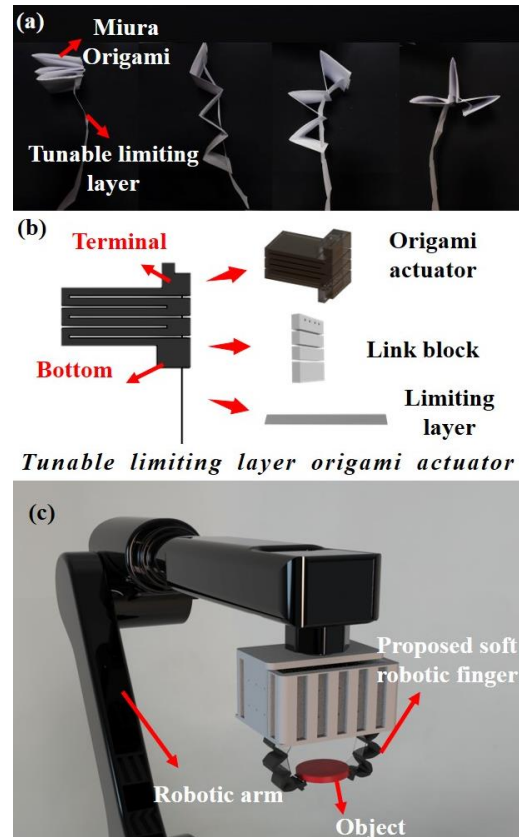 (a)
Miura
Origami
Tunable limiting
layer
(b)
Terminal
Bottom
Origami
actuator
Link block
Limiting
layer
Tunable limiting layer origami actuator
(c)
Proposed soft
robotic finger
Robotic arm
Object